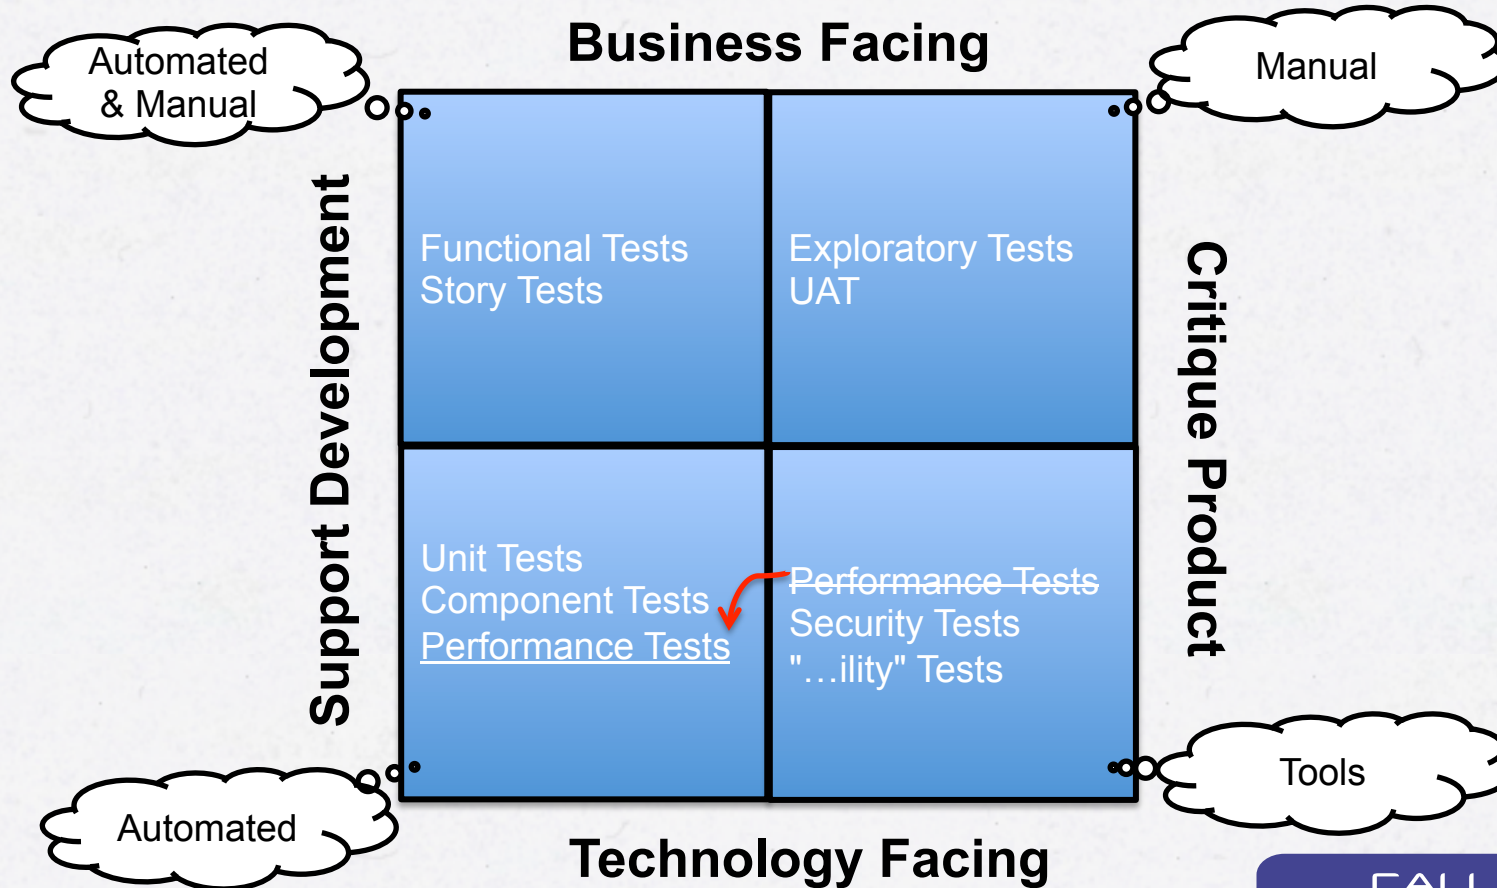 Business Facing
Automated
& Manual
Manual
Support Development
Functional Tests
Story Tests
Exploratory Tests
UAT
Critique Product
Unit Tests
Component Tests
Performance Tests
Performance Tests
Security Tests
"...ility" Tests
Automated
Tools
Technology Facing